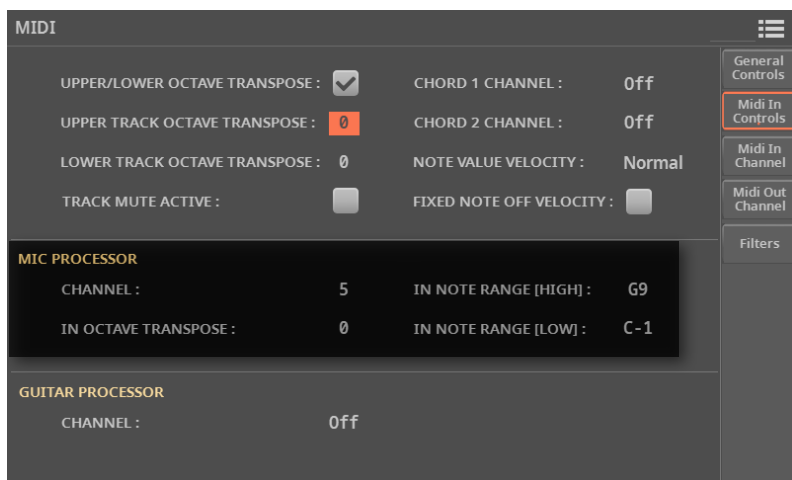 MIDI
UPPER/LOWER OCTAVE TRANSPOSE :
CHORD 1 CHANNEL : Off
UPPER TRACK OCTAVE TRANSPOSE : 0
CHORD 2 CHANNEL : Off
LOWER TRACK OCTAVE TRANSPOSE : 0
NOTE VALUE VELOCITY : Normal
TRACK MUTE ACTIVE :
FIXED NOTE OFF VELOCITY :
MIC PROCESSOR
CHANNEL : 5
IN NOTE RANGE [HIGH] : G9
IN OCTAVE TRANSPOSE : 0
IN NOTE RANGE [LOW] : C-1
GUITAR PROCESSOR
CHANNEL : Off
General
Controls
Midi In
Controls
Midi In
Channel
Midi Out
Channel
Filters